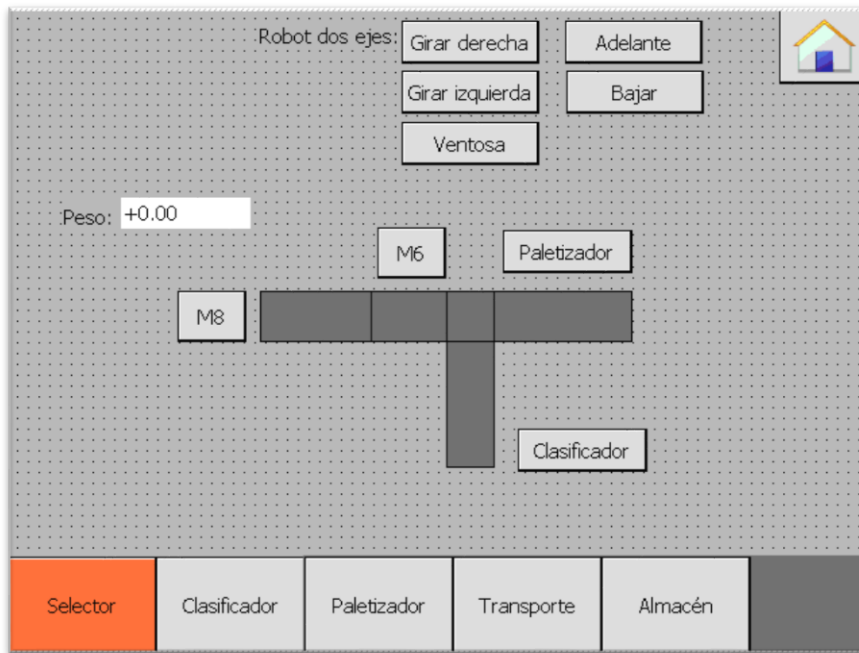 Robot dos ejes: Girar derecha Adelante
Girar izquierda Bajar
Ventosa
Peso: +0.00
M6 Paletizador
M8
Clasificador
Selector Clasificador Paletizador Transporte Almacén